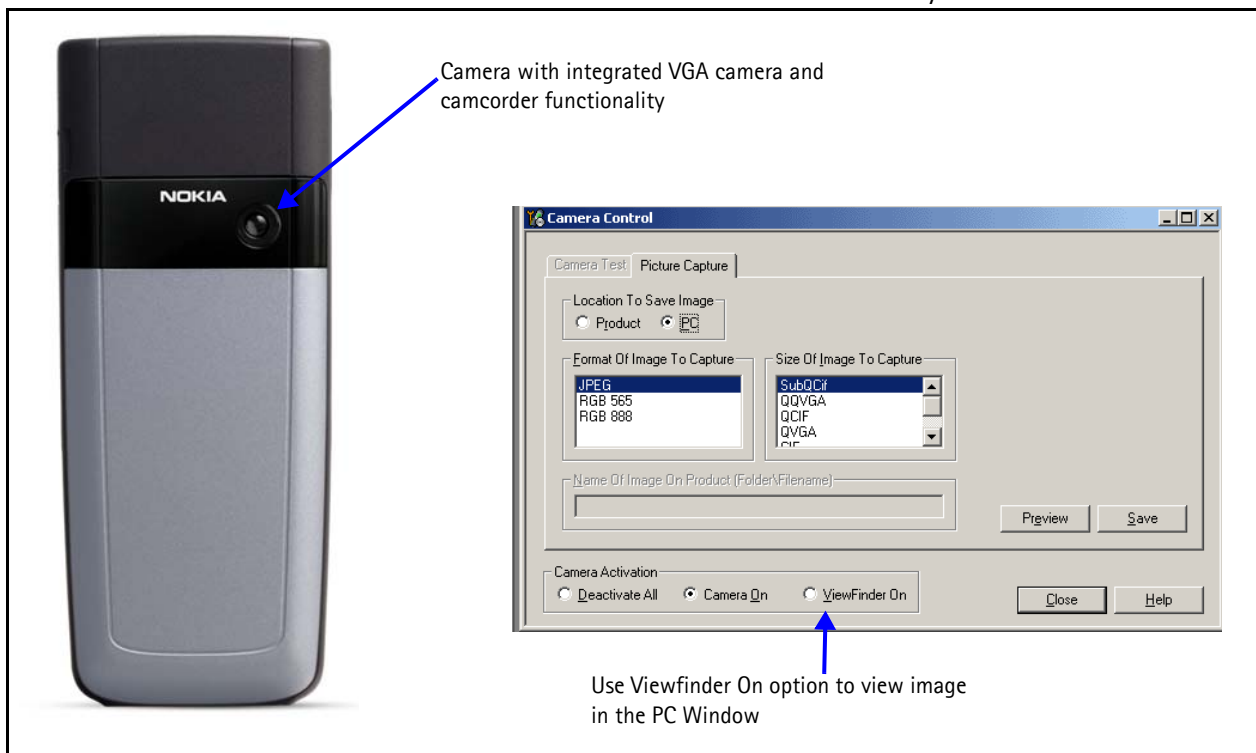 Camera with integrated VGA camera and
camcorder functionality
NOKIA
Camera Control
Camera Test
Picture Capture
Location To Save Image
Product
PC
Format Of Image To Capture
Size Of Image To Capture
JPEG
RGB 565
RGB 888
SubQCif
QQVGA
QCIF
QVGA
CIF
Name Of Image On Product (Folder\Filename)
Preview
Save
Camera Activation
Deactivate All
Camera On
ViewFinder On
Close
Help
Use Viewfinder On option to view image
in the PC Window